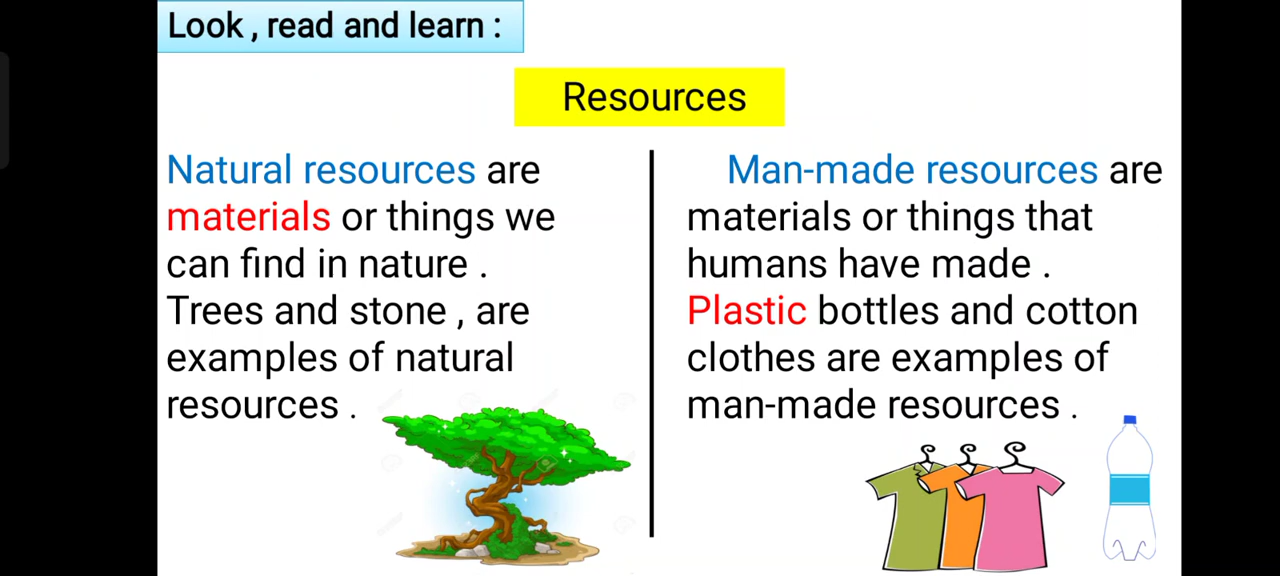 Look , read and learn :
Resources
Natural resources are
materials or things we
can find in nature .
Trees and stone , are
examples of natural
resources .
Man-made resources are
materials or things that
humans have made .
Plastic bottles and cotton
clothes are examples of
man-made resources .